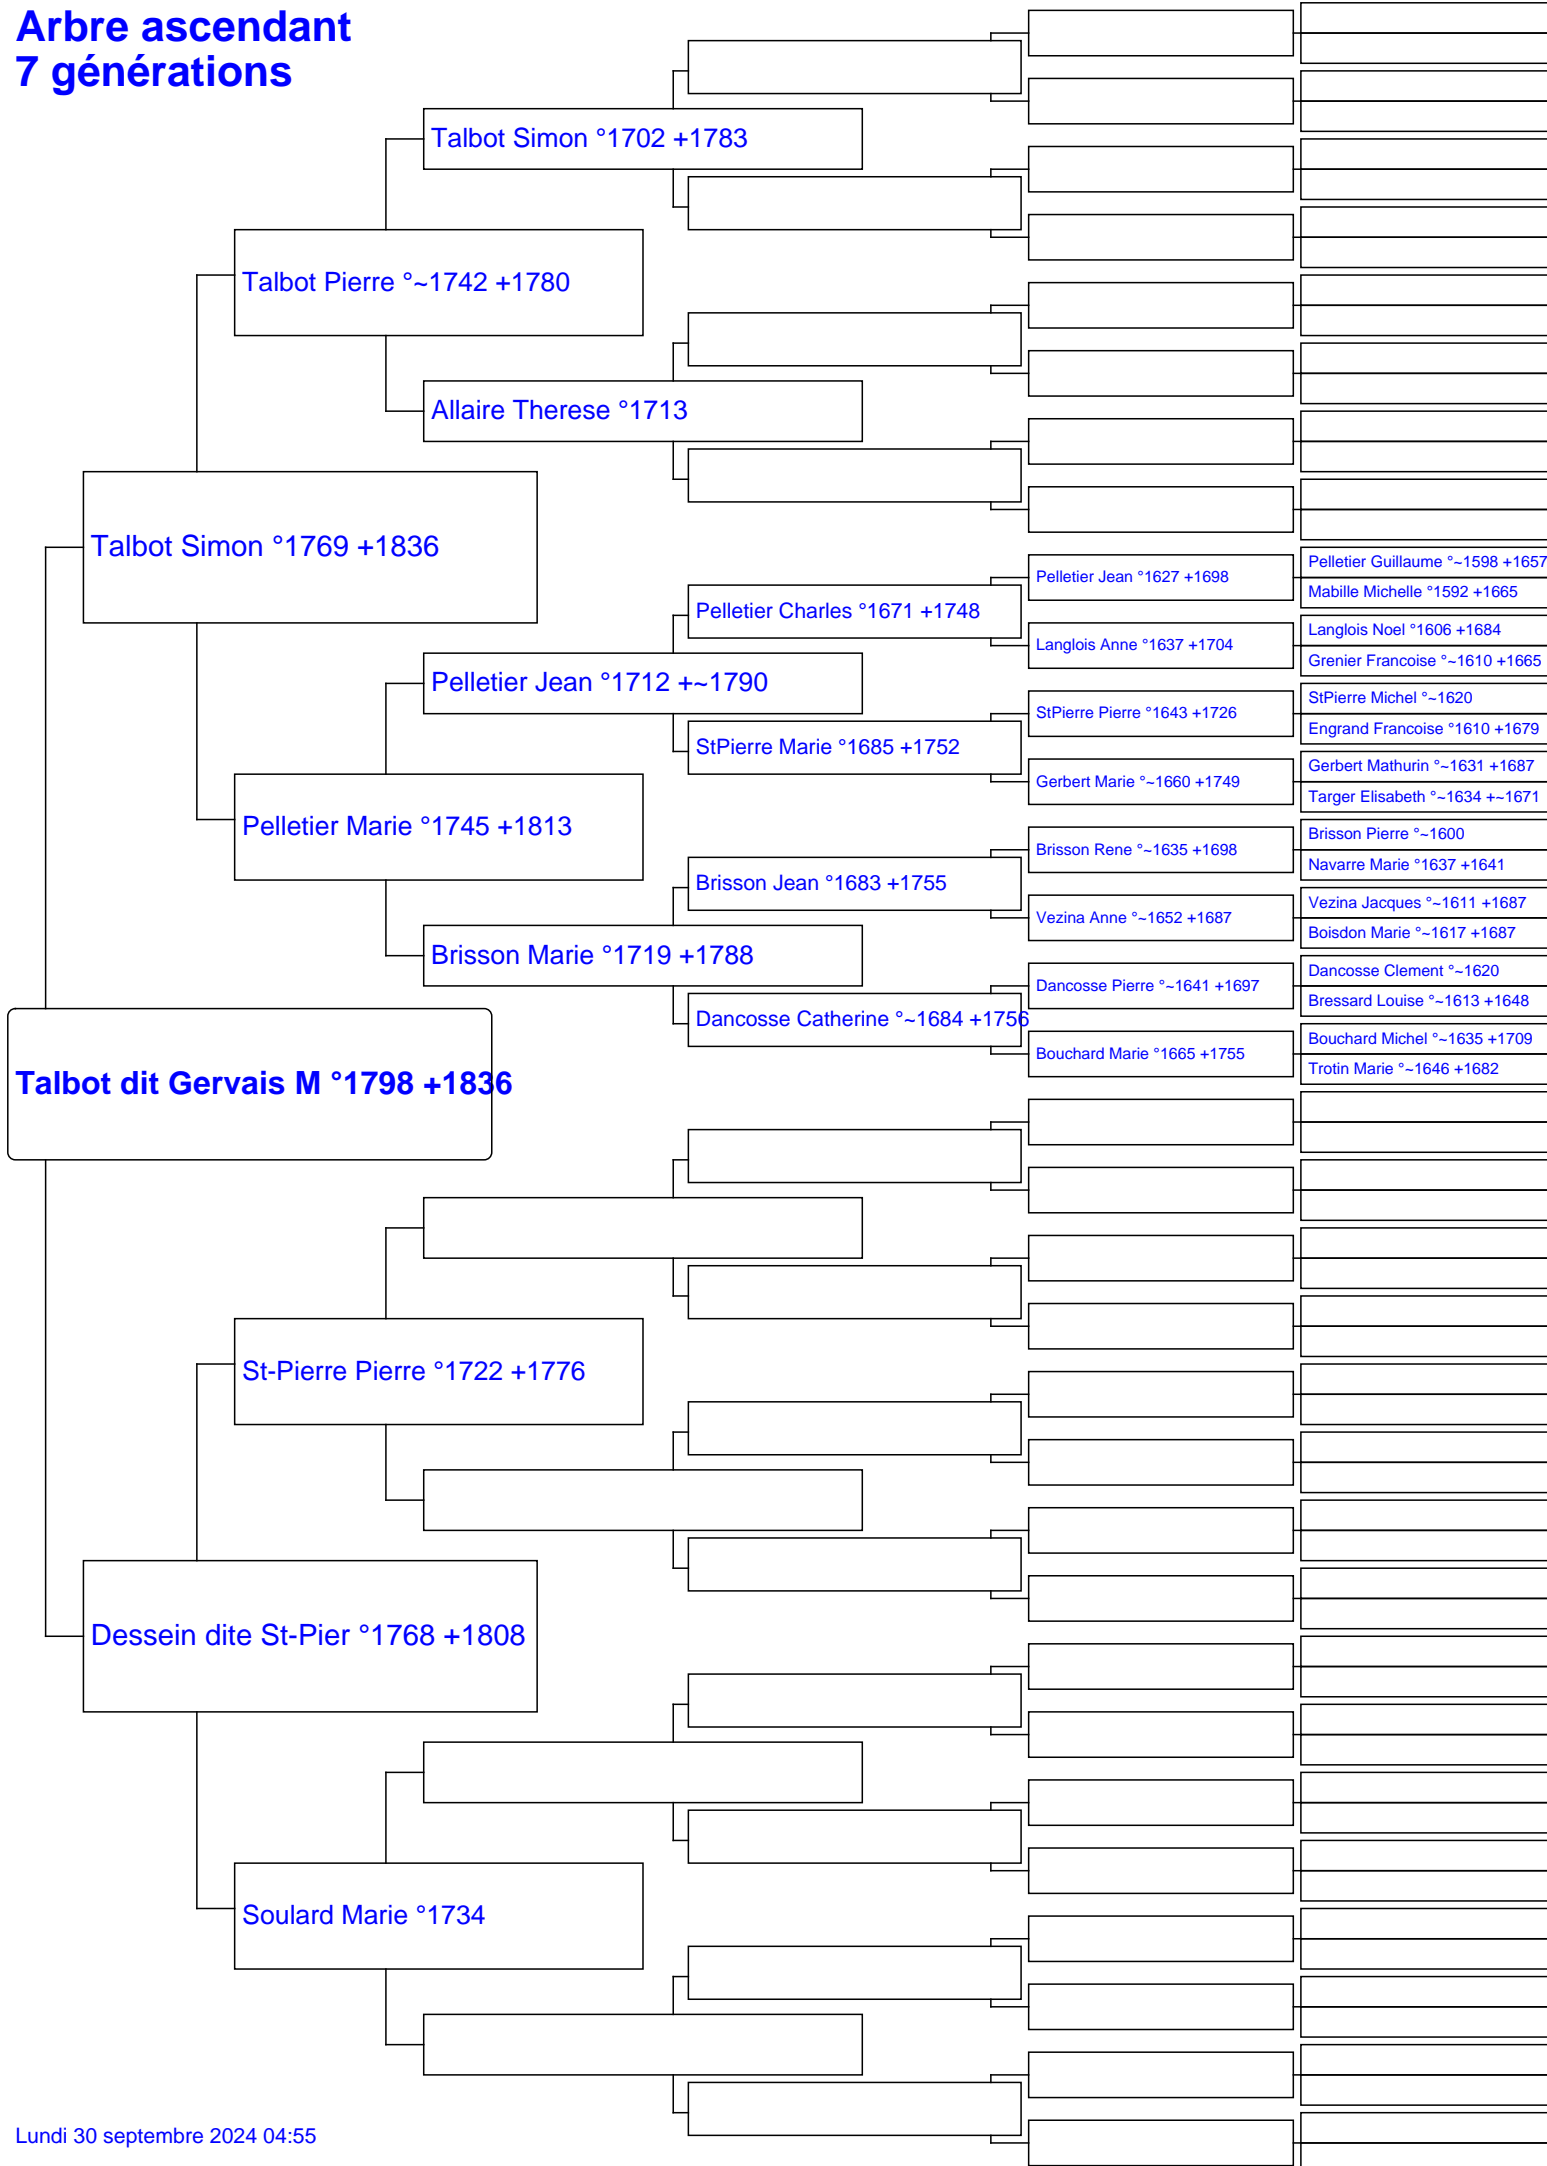 Arbre ascendant
7 générations
Talbot Simon °1702 +1783
Talbot Pierre °~1742 +1780
Allaire Therese °1713
Talbot Simon °1769 +1836
Pelletier Guillaume °~1598 +1657
Pelletier Jean °1627 +1698
Mabille Michelle °1592 +1665
Pelletier Charles °1671 +1748
Langlois Noel °1606 +1684
Langlois Anne °1637 +1704
Grenier Francoise °~1610 +1665
Pelletier Jean °1712 +~1790
StPierre Michel °~1620
StPierre Pierre °1643 +1726
Engrand Francoise °1610 +1679
StPierre Marie °1685 +1752
Gerbert Mathurin °~1631 +1687
Gerbert Marie °~1660 +1749
Targer Elisabeth °~1634 +~1671
Pelletier Marie °1745 +1813
Brisson Pierre °~1600
Brisson Rene °~1635 +1698
Navarre Marie °1637 +1641
Brisson Jean °1683 +1755
Vezina Jacques °~1611 +1687
Vezina Anne °~1652 +1687
Boisdon Marie °~1617 +1687
Brisson Marie °1719 +1788
Dancosse Clement °~1620
Dancosse Pierre °~1641 +1697
Bressard Louise °~1613 +1648
Dancosse Catherine °~1684 +1756
Bouchard Michel °~1635 +1709
Bouchard Marie °1665 +1755
Trotin Marie °~1646 +1682
Talbot dit Gervais M °1798 +1836
St-Pierre Pierre °1722 +1776
Dessein dite St-Pier °1768 +1808
Soulard Marie °1734
Lundi 30 septembre 2024 04:55